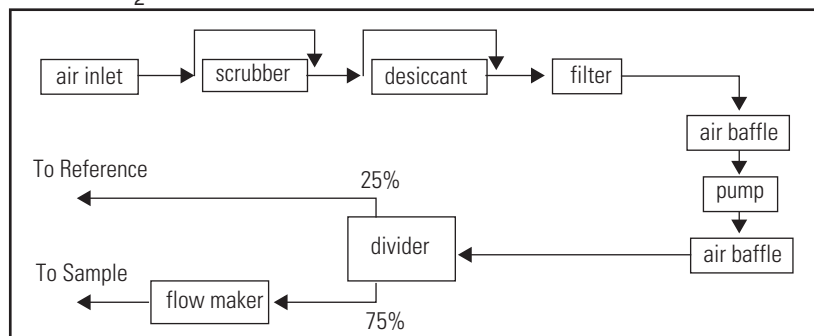 2
air inlet
scrubber
desiccant
filter
air baffle
pump
air baffle
To Reference
25%
divider
To Sample
flow maker
75%